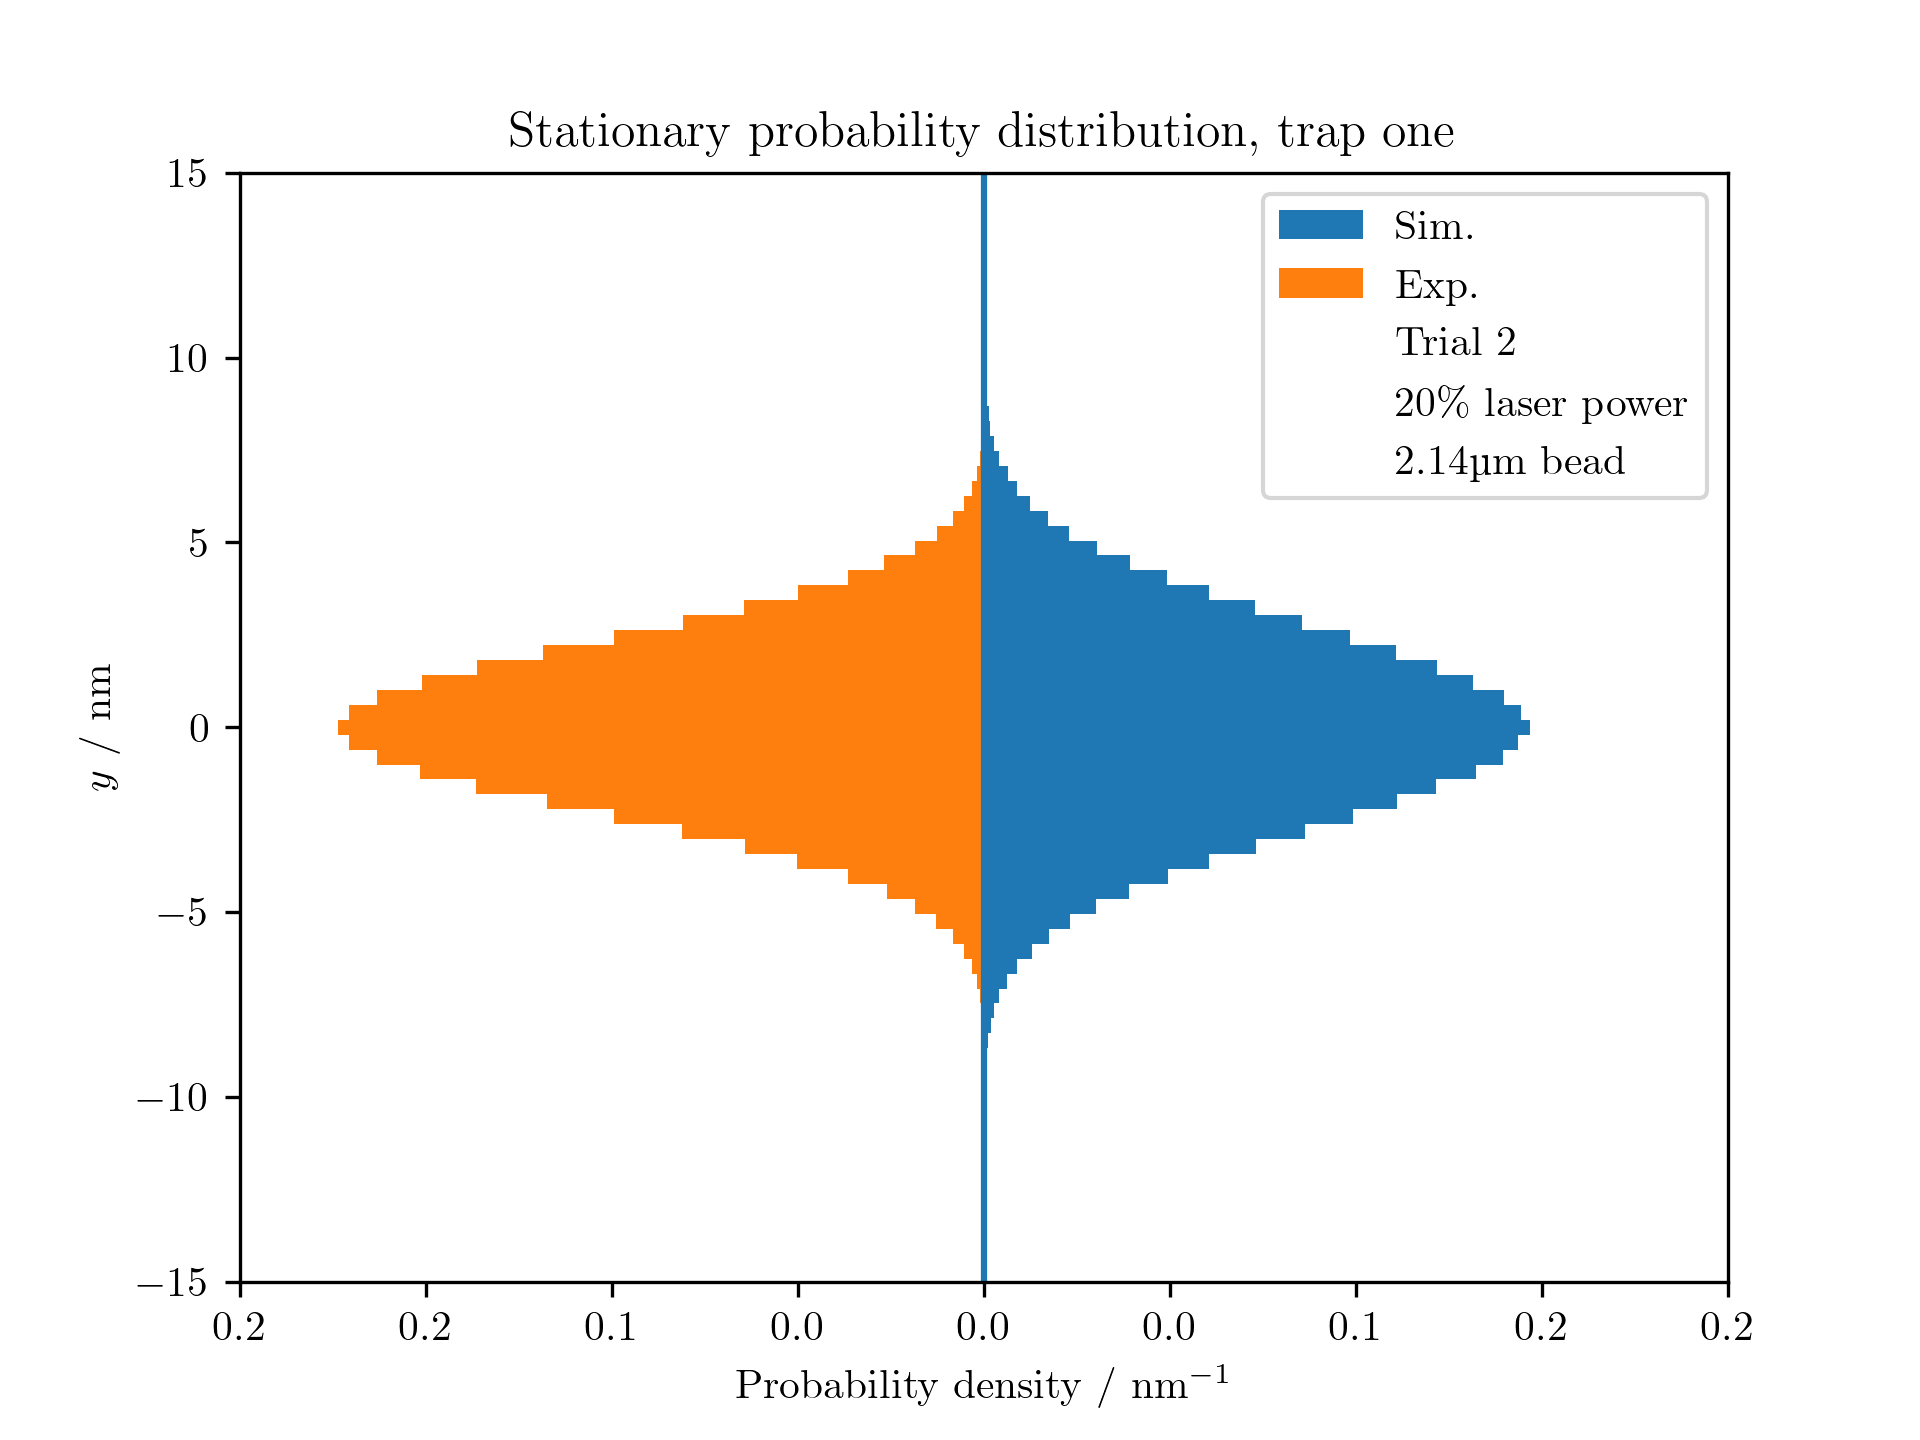 Stationary probability distribution, trap one
15
10
5
0
−5
−10
−15
y / nm
Sim.
Exp.
Trial 2
20% laser power
2.14µm bead
0.2 0.2 0.1 0.0 0.0 0.0 0.1 0.2 0.2
Probability density / nm⁻¹